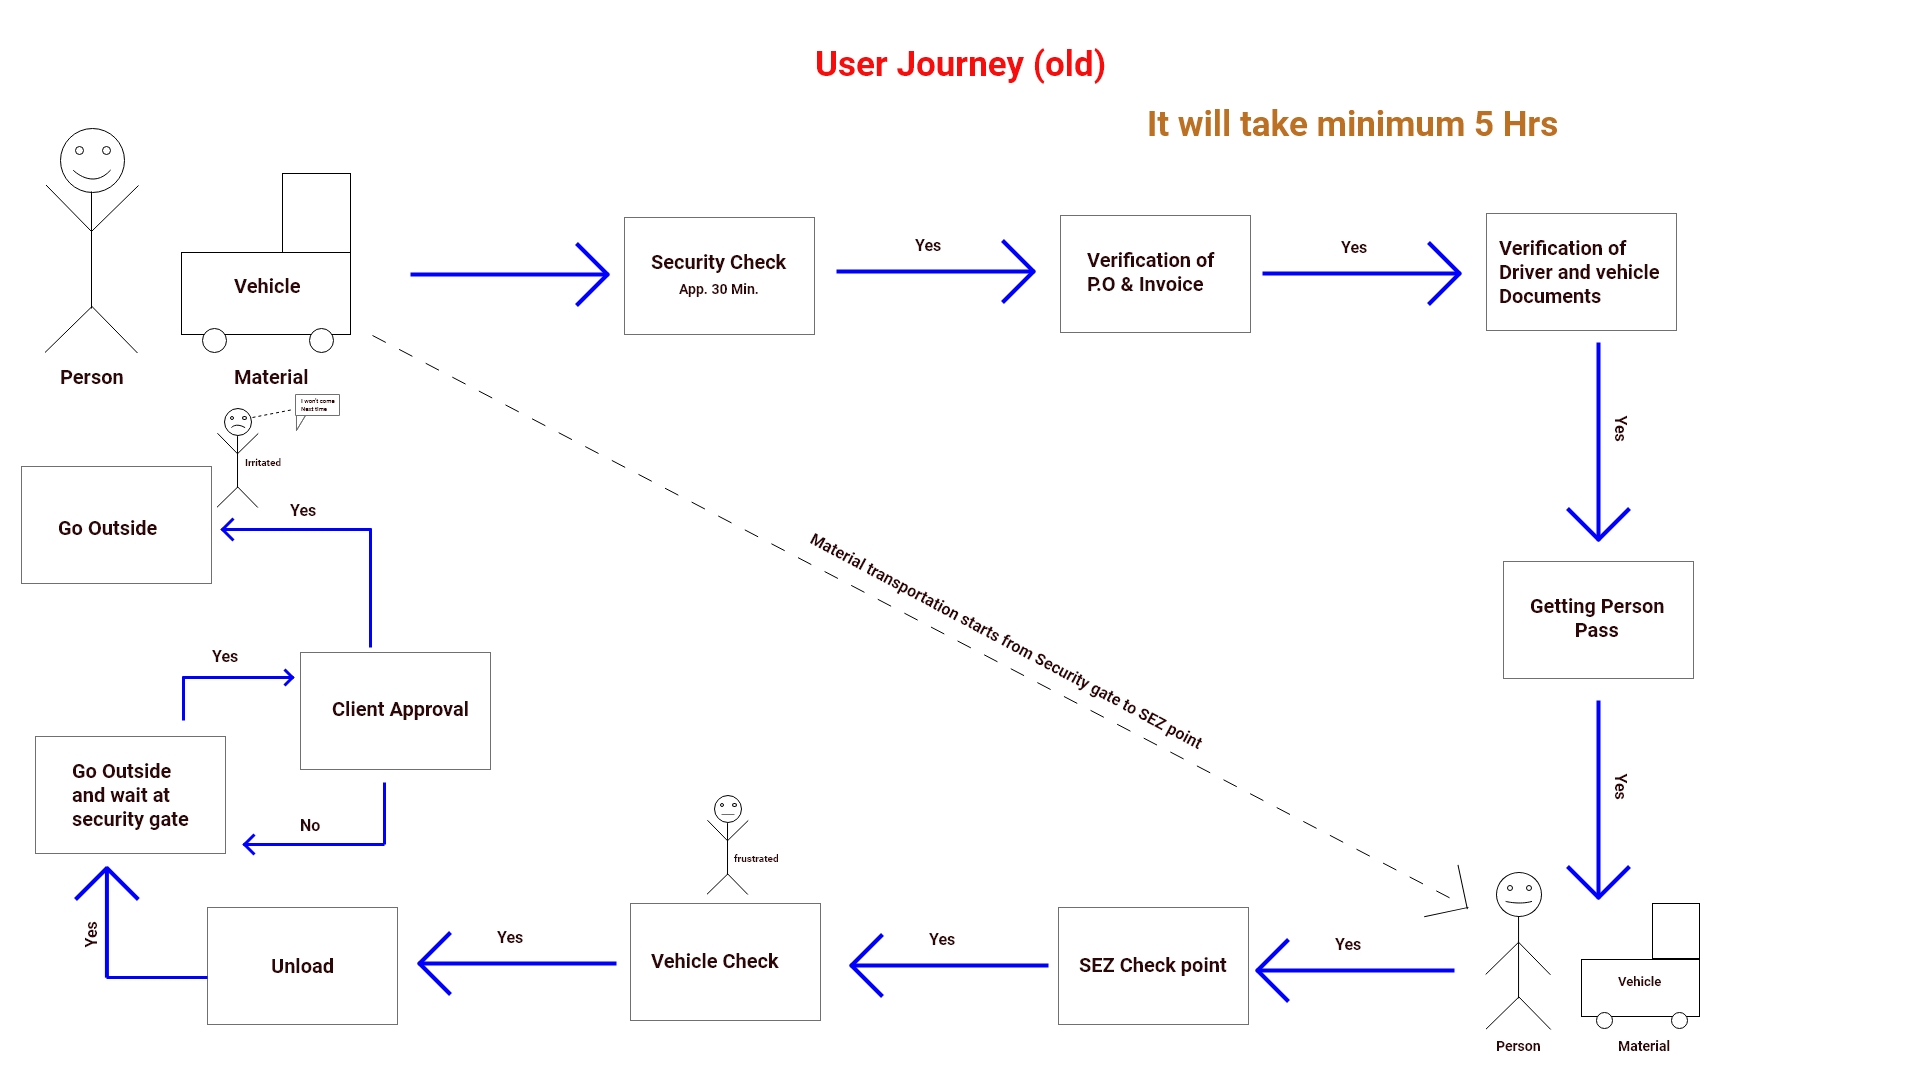 User Journey (old)
It will take minimum 5 Hrs
Vehicle
Person
Material
Security Check
App. 30 Min.
Yes
Verification of
P.O & Invoice
Yes
Verification of
Driver and vehicle
Documents
Yes
Getting Person
Pass
Yes
Material transportation starts from Security gate to SEZ point
Vehicle
Person
Material
Yes
SEZ Check point
Yes
frustrated
Vehicle Check
Yes
Unload
Yes
Go Outside
and wait at
security gate
Yes
Client Approval
No
Yes
Go Outside
Irritated
I won't come
Next time